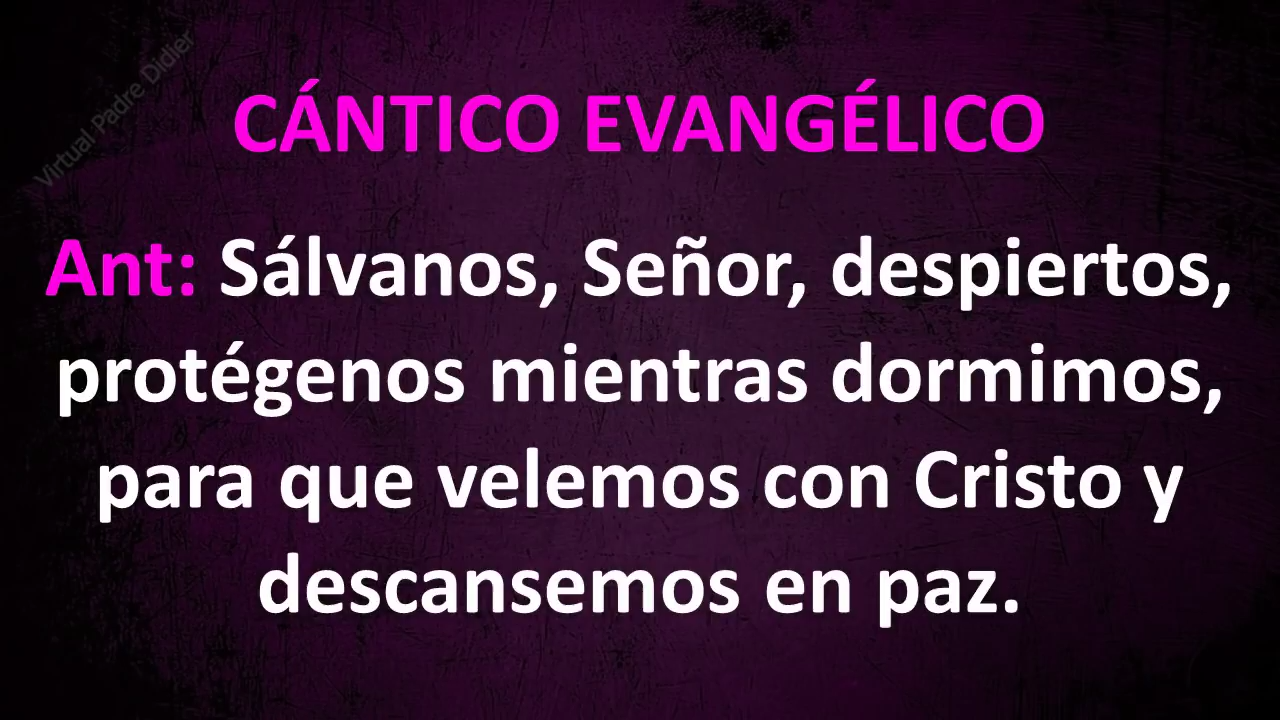 Virtual Padre Didier
CÁNTICO EVANGÉLICO
Ant: Sálvanos, Señor, despiertos,
protégenos mientras dormimos,
para que velemos con Cristo y
descansemos en paz.